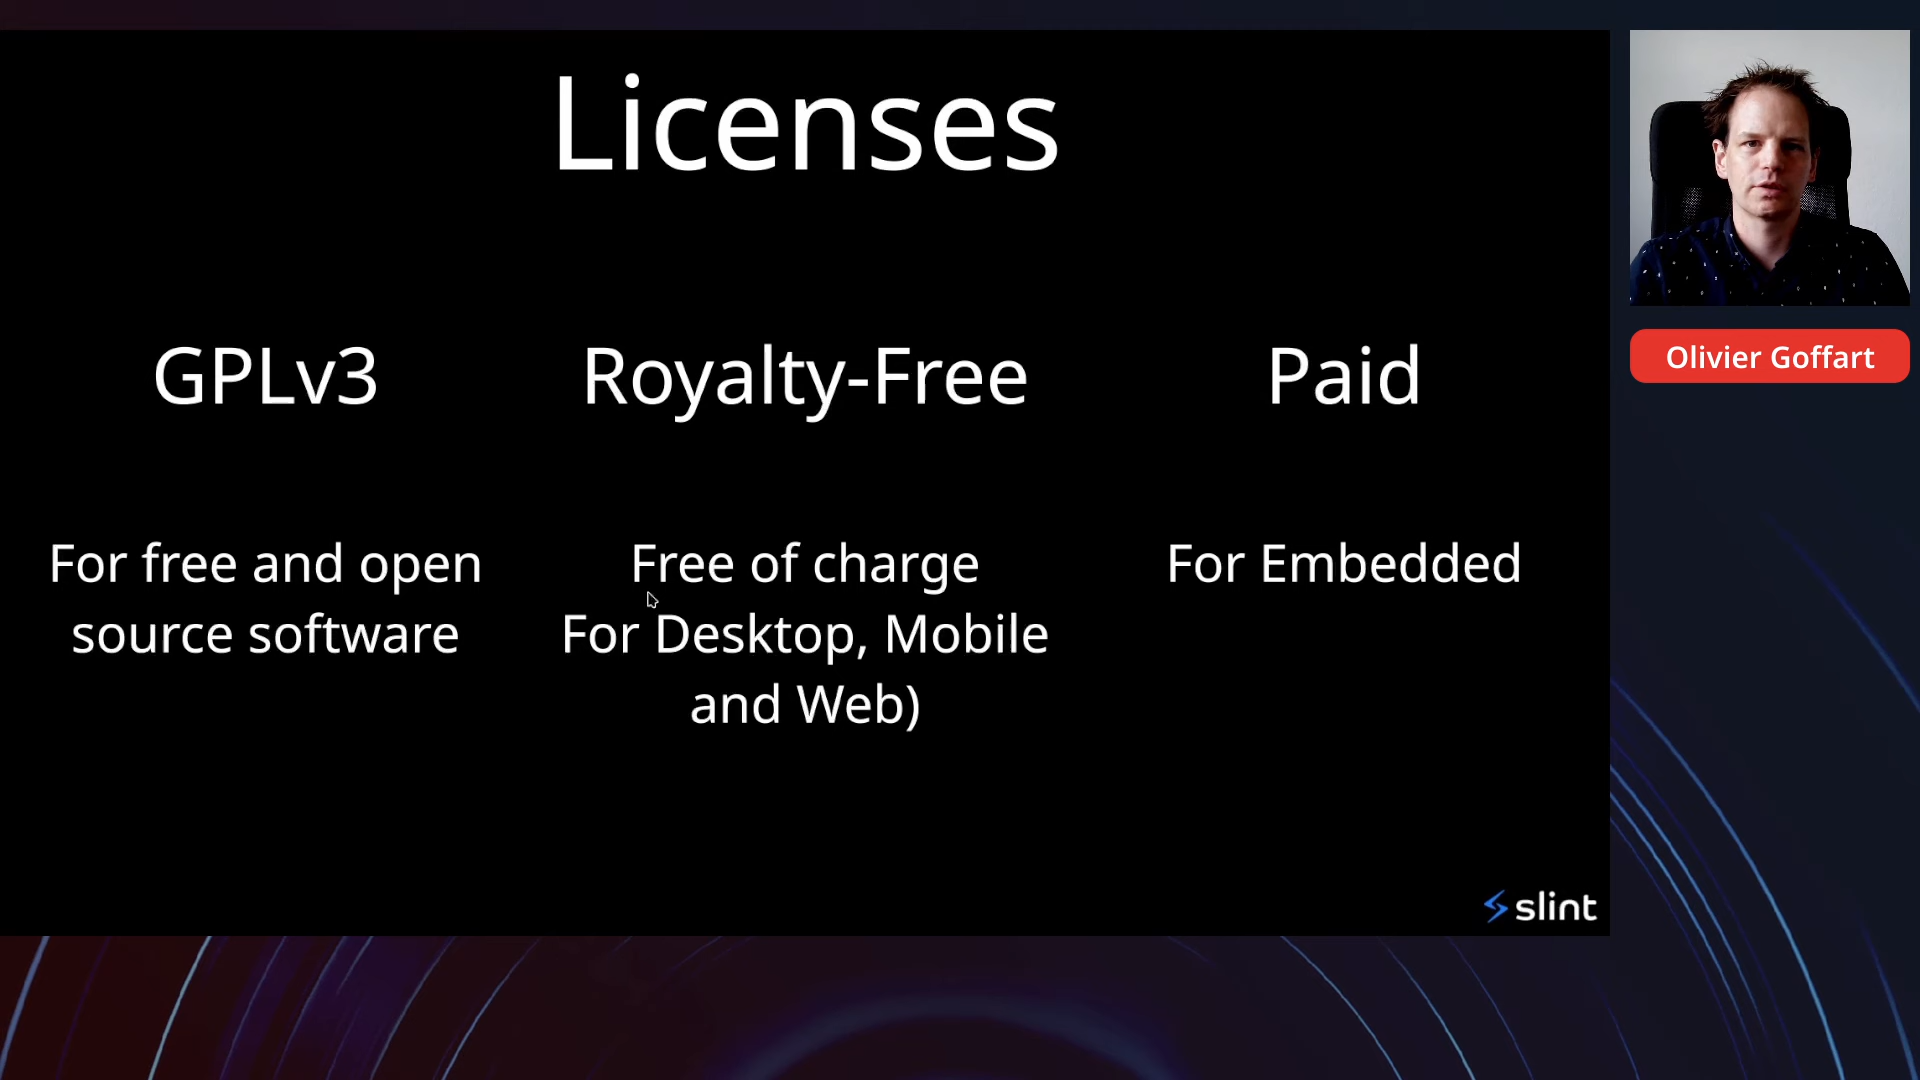 Licenses
GPLv3
For free and open
source software
Royalty-Free
Free of charge
For Desktop, Mobile
and Web)
Paid
For Embedded
slint
Olivier Goffart